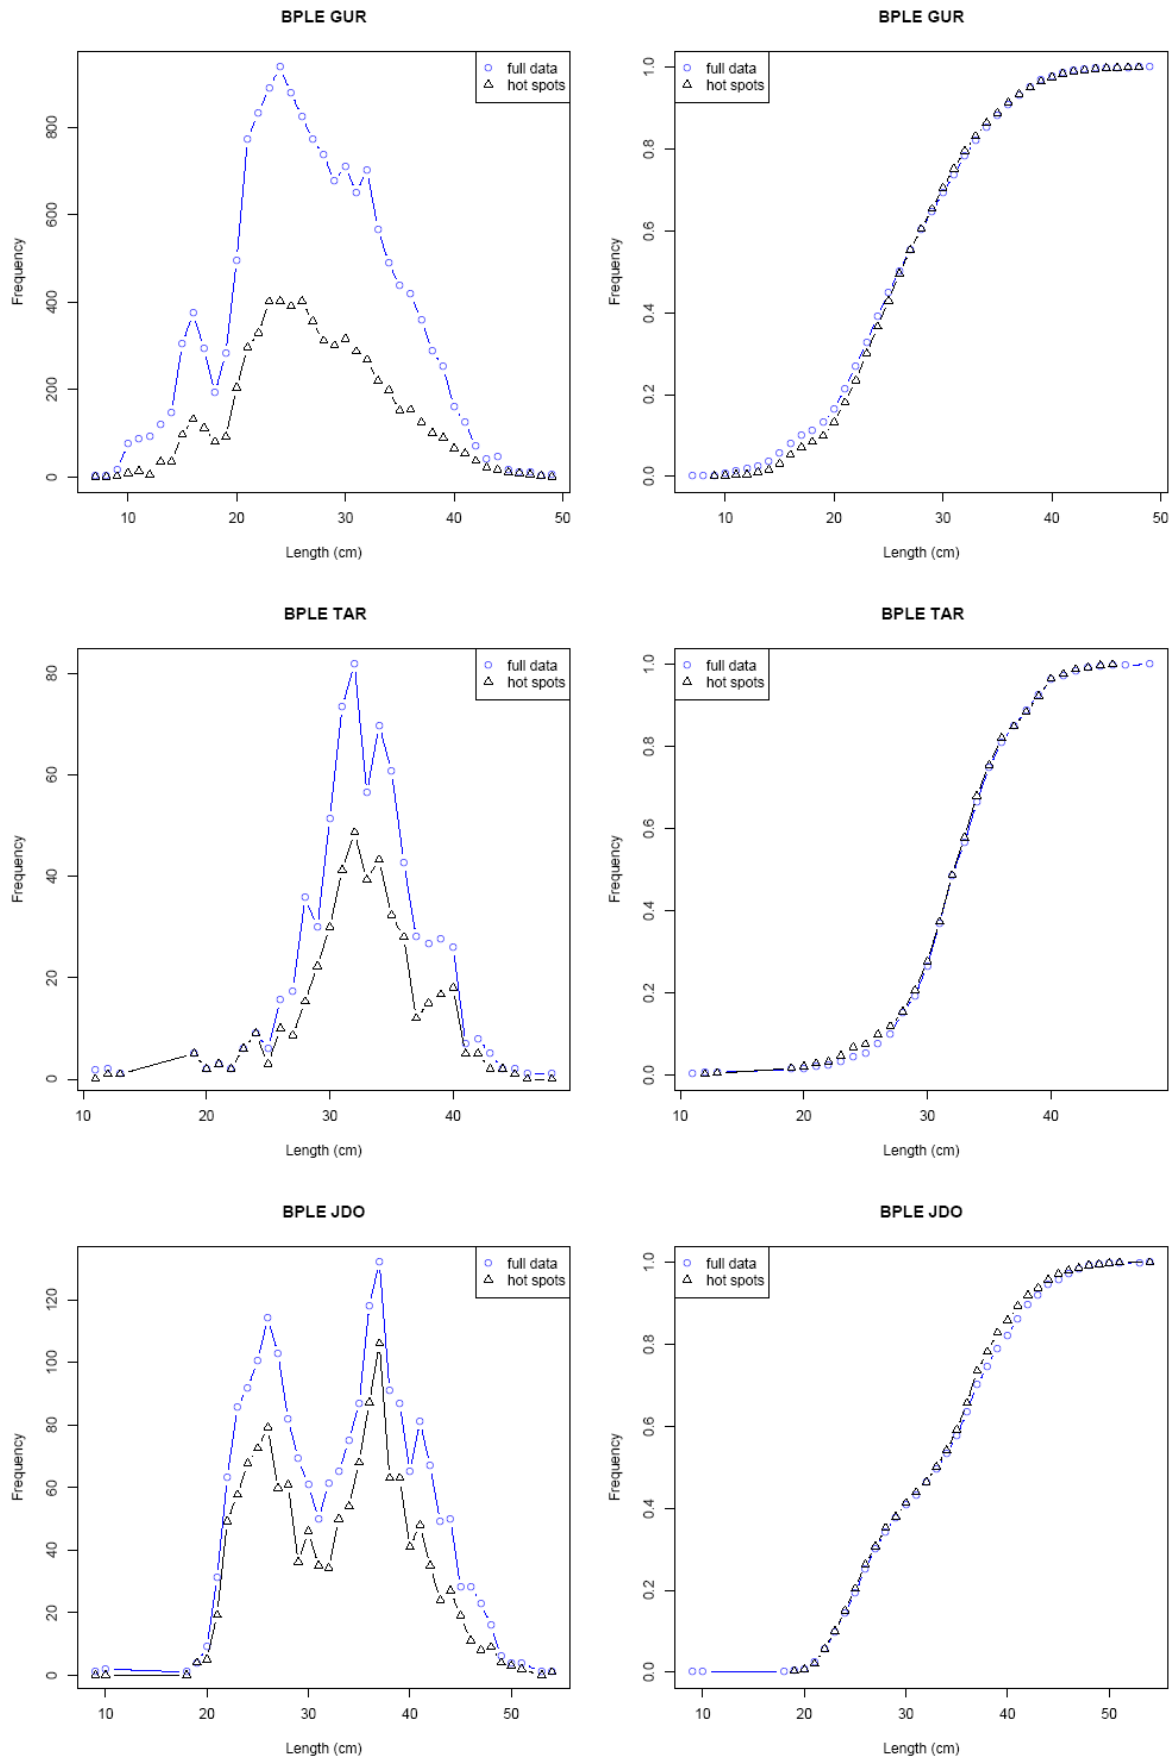 BPLE GUR
full data
hot spots
800
600
400
200
0
Frequency
10 20 30 40 50
Length (cm)
BPLE GUR
full data
hot spots
1.0
0.8
0.6
0.4
0.2
0.0
Frequency
10 20 30 40 50
Length (cm)
BPLE TAR
full data
hot spots
80
60
40
20
0
Frequency
10 20 30 40
Length (cm)
BPLE TAR
full data
hot spots
1.0
0.8
0.6
0.4
0.2
0.0
Frequency
10 20 30 40
Length (cm)
BPLE JDO
full data
hot spots
120
100
80
60
40
20
0
Frequency
10 20 30 40 50
Length (cm)
BPLE JDO
full data
hot spots
1.0
0.8
0.6
0.4
0.2
0.0
Frequency
10 20 30 40 50
Length (cm)